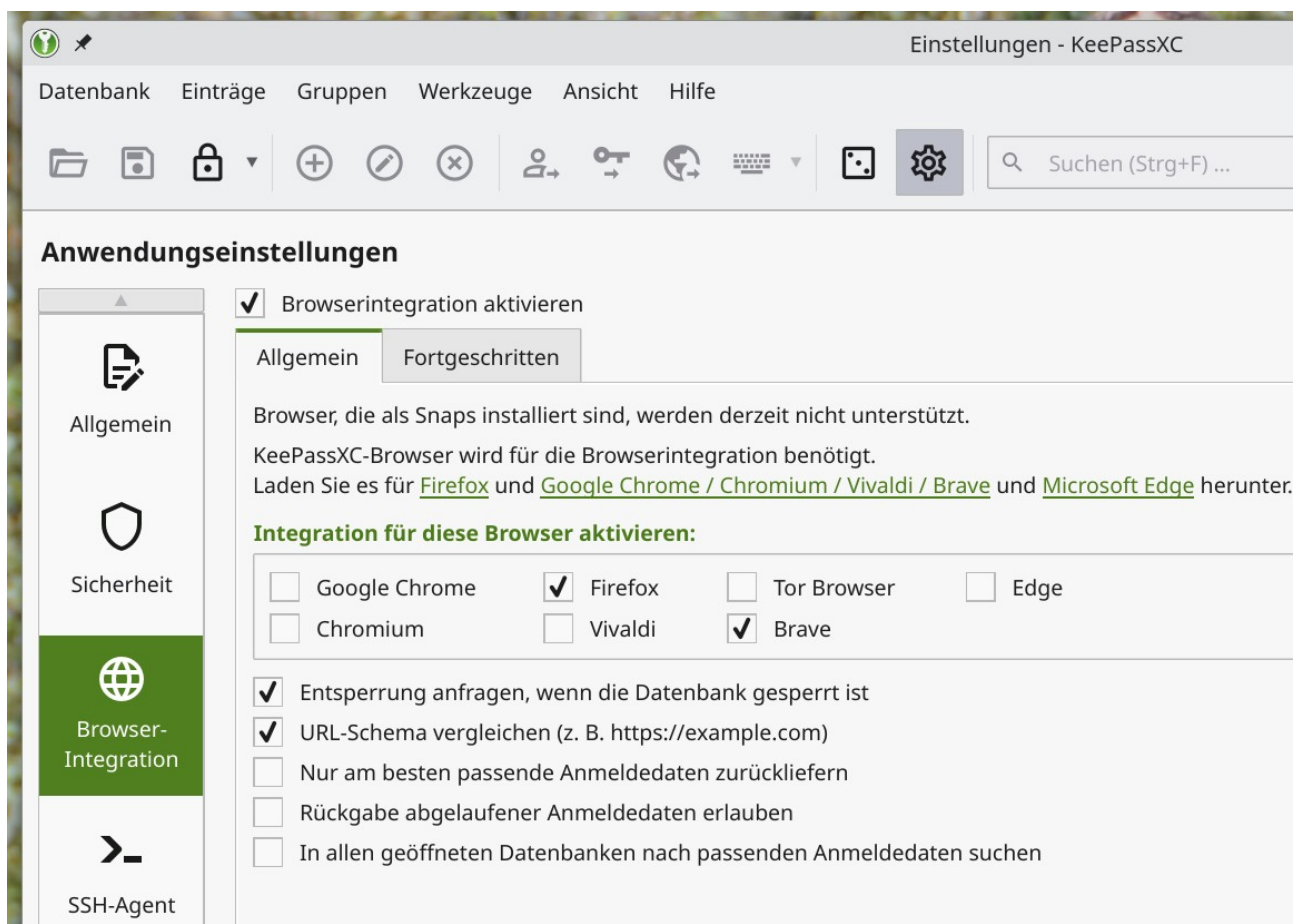 Einstellungen - KeePassXC
Datenbank Einträge Gruppen Werkzeuge Ansicht Hilfe
Suchen (Strg+F) ...
Anwendungseinstellungen
Allgemein
Sicherheit
Browser-
Integration
SSH-Agent
Browserintegration aktivieren
Allgemein Fortgeschritten
Browser, die als Snaps installiert sind, werden derzeit nicht unterstützt.
KeePassXC-Browser wird für die Browserintegration benötigt.
Laden Sie es für Firefox und Google Chrome / Chromium / Vivaldi / Brave und Microsoft Edge herunter.
Integration für diese Browser aktivieren:
Google Chrome Firefox Tor Browser Edge
Chromium Vivaldi Brave
Entsperrung anfragen, wenn die Datenbank gesperrt ist
URL-Schema vergleichen (z. B. https://example.com)
Nur am besten passende Anmeldedaten zurückliefern
Rückgabe abgelaufener Anmeldedaten erlauben
In allen geöffneten Datenbanken nach passenden Anmeldedaten suchen